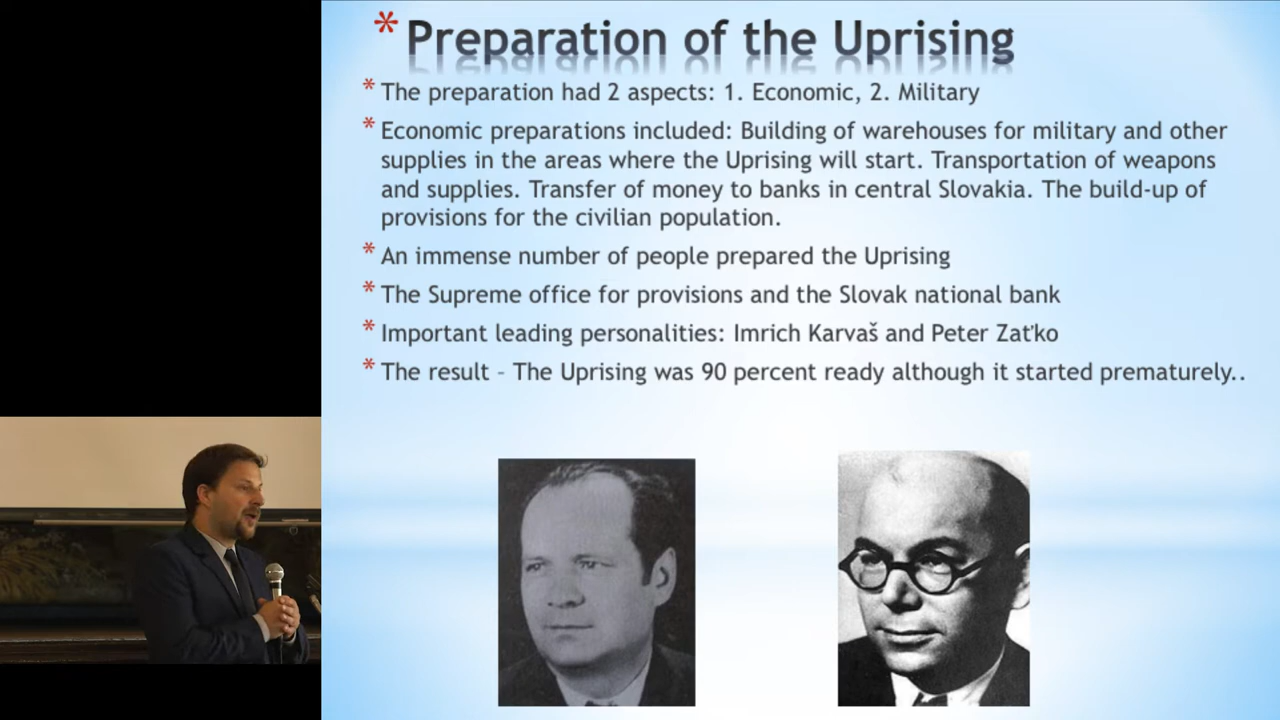 * Preparation of the Uprising
* The preparation had 2 aspects: 1. Economic, 2. Military
* Economic preparations included: Building of warehouses for military and other
supplies in the areas where the Uprising will start. Transportation of weapons
and supplies. Transfer of money to banks in central Slovakia. The build-up of
provisions for the civilian population.
* An immense number of people prepared the Uprising
* The Supreme office for provisions and the Slovak national bank
* Important leading personalities: Imrich Karvaš and Peter Zaťko
* The result – The Uprising was 90 percent ready although it started prematurely..